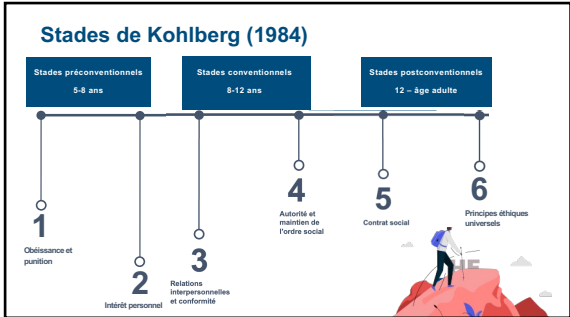 Stades de Kohlberg (1984)
Stades préconventionnels
5-8 ans
Stades conventionnels
8-12 ans
Stades postconventionnels
12 – âge adulte
1
Obéissance et
punition
2
Intérêt personnel
3
Relations
interpersonnelles
et conformité
4
Autorité et
maintien de
l'ordre social
5
Contrat social
6
Principes éthiques
universels